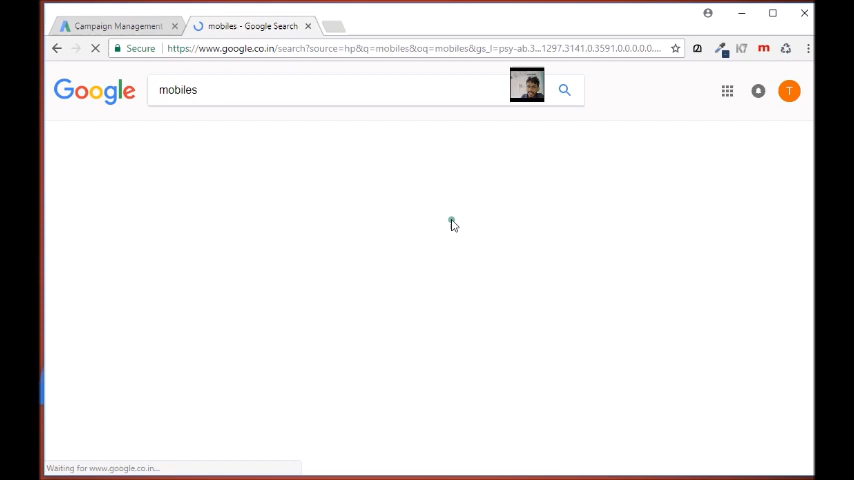 Campaign Management
mobiles - Google Search
Secure
https://www.google.co.in/search?source=hp&q=mobiles&oq=mobiles&gs_l=psy-ab.3...1297.3141.0.3591.0.0.0.0.0....
K7
m
Google
mobiles
T
Waiting for www.google.co.in...